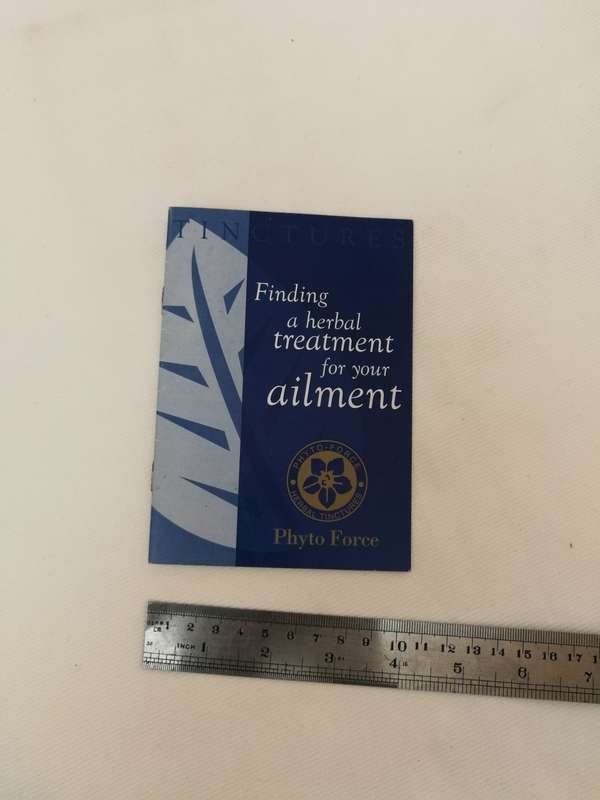 TINCTURES
Finding
a herbal
treatment
for your
ailment
PHYTO-FORCE
HERBAL TINCTURES
Phyto Force
1 2 3 4 5 6 7 8 9 10 11 12 13 14 15 16 17
INCH 1 2 3 4 5 6 7